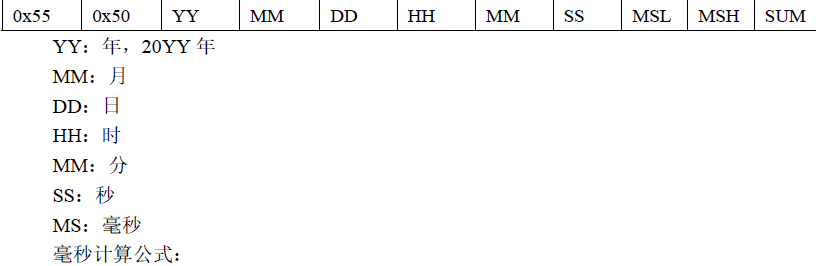 0x55 0x50 YY MM DD HH MM SS MSL MSH SUM
YY：年，20YY 年
MM：月
DD：日
HH：时
MM：分
SS：秒
MS：毫秒
毫秒计算公式：